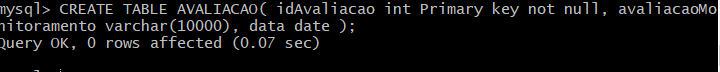 mysql> CREATE TABLE AVALIACAO( idAvaliacao int Primary key not null, avaliacaoMo
nitoramento varchar(10000), data date );
Query OK, 0 rows affected (0.07 sec)